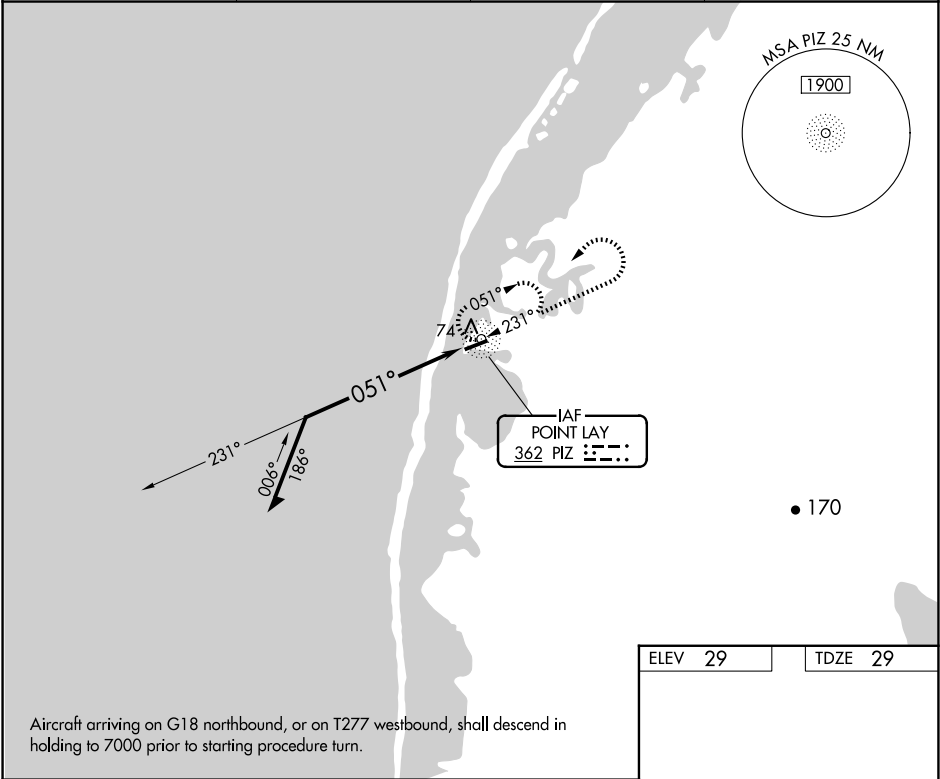 MSA PIZ 25 NM
1900
051°
231°
74
051°
IAF
POINT LAY
362 PIZ
231°
006°
186°
170
ELEV 29
TDZE 29
Aircraft arriving on G18 northbound, or on T277 westbound, shall descend in
holding to 7000 prior to starting procedure turn.